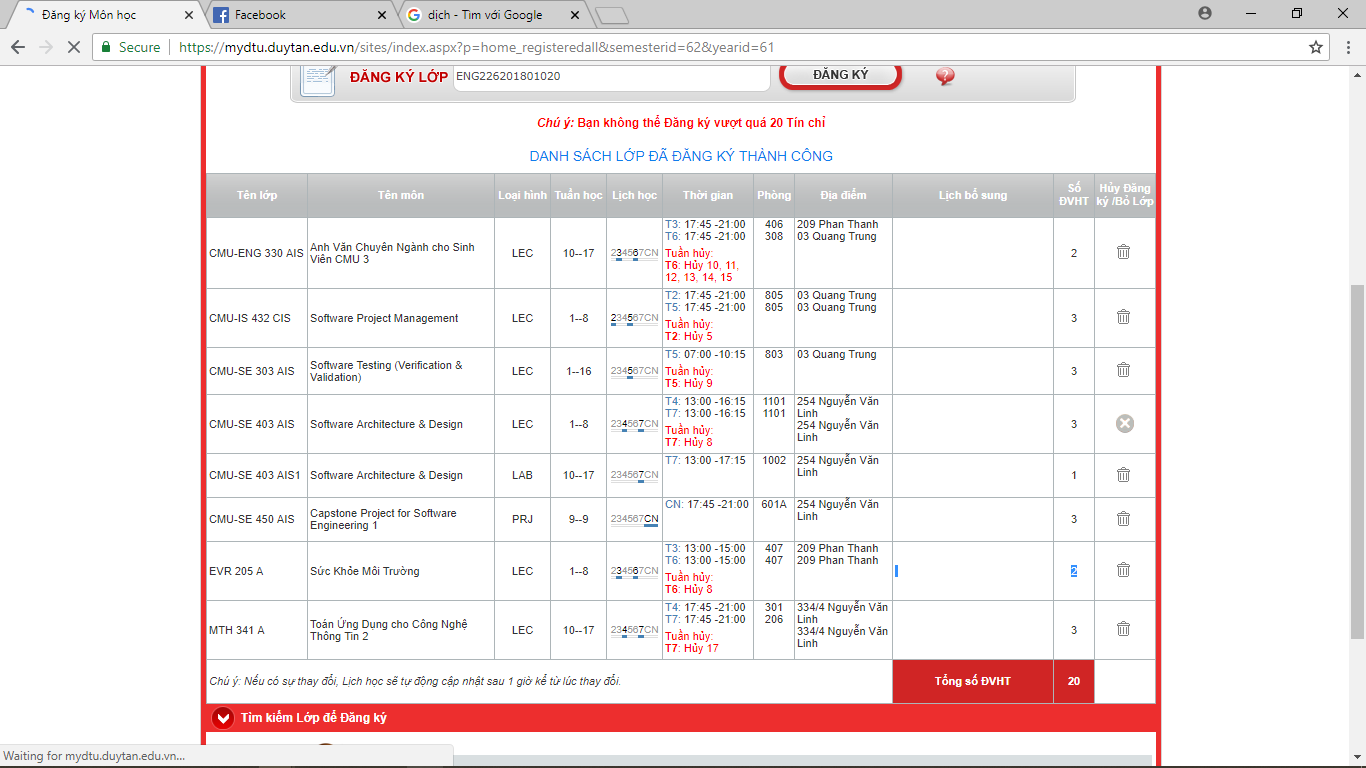 Đăng ký Môn học
Facebook
dịch - Tìm với Google
Secure
https://mydtu.duytan.edu.vn/sites/index.aspx?p=home_registeredall&semesterid=62&yearid=61
ĐĂNG KÝ LỚP
ENG226201801020
ĐĂNG KÝ
?
Chú ý: Bạn không thể Đăng ký vượt quá 20 Tín chỉ
DANH SÁCH LỚP ĐÃ ĐĂNG KÝ THÀNH CÔNG
Tên lớp
Tên môn
Loại hình
Tuần học
Lịch học
Thời gian
Phòng
Địa điểm
Lịch bổ sung
Số
ĐVHT
Hủy Đăng
ký /Bỏ Lớp
CMU-ENG 330 AIS
Anh Văn Chuyên Ngành cho Sinh
Viên CMU 3
LEC
10--17
234567CN
T3: 17:45 -21:00
T6: 17:45 -21:00
Tuần hủy:
T6: Hủy 10, 11,
12, 13, 14, 15
406
308
209 Phan Thanh
03 Quang Trung
2
CMU-IS 432 CIS
Software Project Management
LEC
1--8
234567CN
T2: 17:45 -21:00
T5: 17:45 -21:00
Tuần hủy:
T2: Hủy 5
805
805
03 Quang Trung
03 Quang Trung
3
CMU-SE 303 AIS
Software Testing (Verification &
Validation)
LEC
1--16
234567CN
T5: 07:00 -10:15
Tuần hủy:
T5: Hủy 9
803
03 Quang Trung
3
CMU-SE 403 AIS
Software Architecture & Design
LEC
1--8
234567CN
T4: 13:00 -16:15
T7: 13:00 -16:15
Tuần hủy:
T7: Hủy 8
1101
1101
254 Nguyễn Văn
Linh
254 Nguyễn Văn
Linh
3
CMU-SE 403 AIS1
Software Architecture & Design
LAB
10--17
234567CN
T7: 13:00 -17:15
1002
254 Nguyễn Văn
Linh
1
CMU-SE 450 AIS
Capstone Project for Software
Engineering 1
PRJ
9--9
234567CN
CN: 17:45 -21:00
601A
254 Nguyễn Văn
Linh
3
EVR 205 A
Sức Khỏe Môi Trường
LEC
1--8
234567CN
T3: 13:00 -15:00
T6: 13:00 -15:00
Tuần hủy:
T6: Hủy 8
407
407
209 Phan Thanh
209 Phan Thanh
2
MTH 341 A
Toán Ứng Dụng cho Công Nghệ
Thông Tin 2
LEC
10--17
234567CN
T4: 17:45 -21:00
T7: 17:45 -21:00
Tuần hủy:
T7: Hủy 17
301
206
334/4 Nguyễn Văn
Linh
334/4 Nguyễn Văn
Linh
3
Chú ý: Nếu có sự thay đổi, Lịch học sẽ tự động cập nhật sau 1 giờ kể từ lúc thay đổi.
Tổng số ĐVHT
20
Tìm kiếm Lớp để Đăng ký
Waiting for mydtu.duytan.edu.vn...